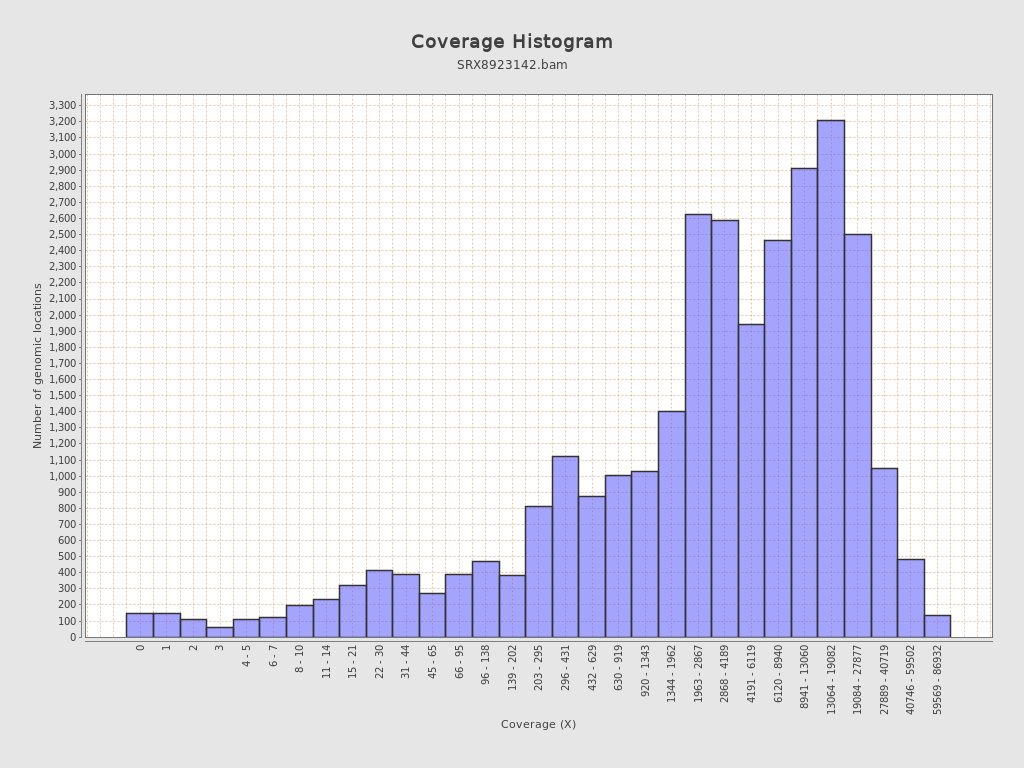 Coverage Histogram
SRX8923142.bam
Number of genomic locations
3,300
3,200
3,100
3,000
2,900
2,800
2,700
2,600
2,500
2,400
2,300
2,200
2,100
2,000
1,900
1,800
1,700
1,600
1,500
1,400
1,300
1,200
1,100
1,000
900
800
700
600
500
400
300
200
100
0
0
1
2
3
4 - 5
6 - 7
8 - 10
11 - 14
15 - 21
22 - 30
31 - 44
45 - 65
66 - 95
96 - 138
139 - 202
203 - 295
296 - 431
432 - 629
630 - 919
920 - 1343
1344 - 1962
1963 - 2867
2868 - 4189
4191 - 6119
6120 - 8940
8941 - 13060
13064 - 19082
19084 - 27877
27889 - 40719
40746 - 59502
59569 - 86932
Coverage (X)